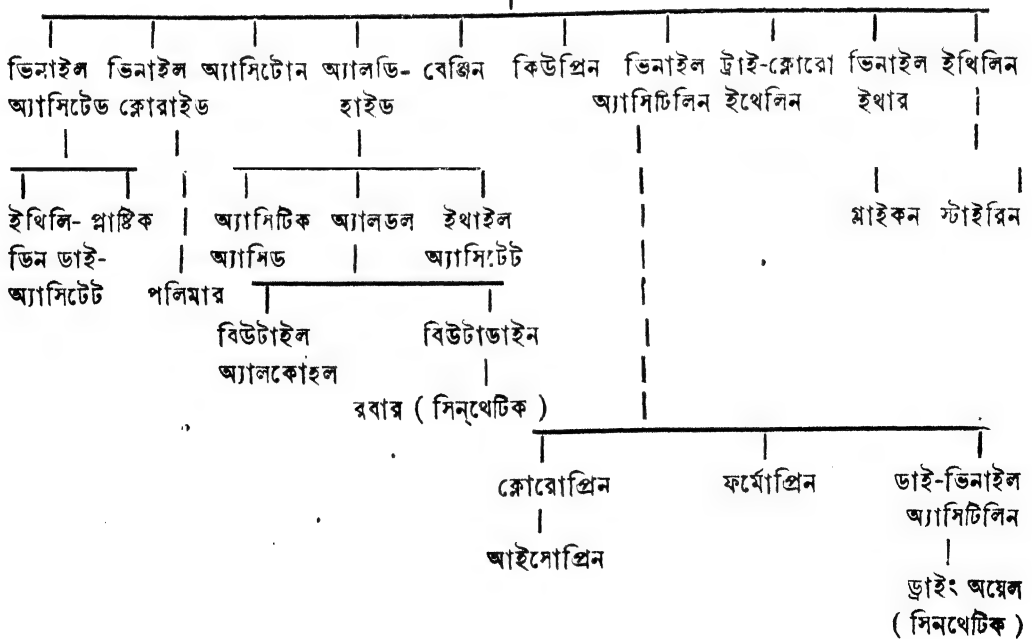 ভিনাইল ভিনাইল অ্যাসিটোন অ্যালডি- বেঞ্জিন কিউপ্রিন ভিনাইল ট্রাই-ক্লোরো ভিনাইল ইথিলিন
অ্যাসিটেড ক্লোরাইড হাইড অ্যাসিটিলিন ইথেলিন ইথার
ইথিলি- প্লাষ্টিক অ্যাসিটিক অ্যালডল ইথাইল গ্লাইকন স্টাইরিন
ডিন ডাই- অ্যাসিড অ্যাসিটেট
অ্যাসিটেট পলিমার
বিউটাইল বিউটাডাইন
অ্যালকোহল
রবার ( সিন্‌থেটিক )
ক্লোরোপ্রিন ফর্মোপ্রিন ডাই-ভিনাইল
অ্যাসিটিলিন
আইসোপ্রিন
ড্রাইং অয়েল
( সিনথেটিক )